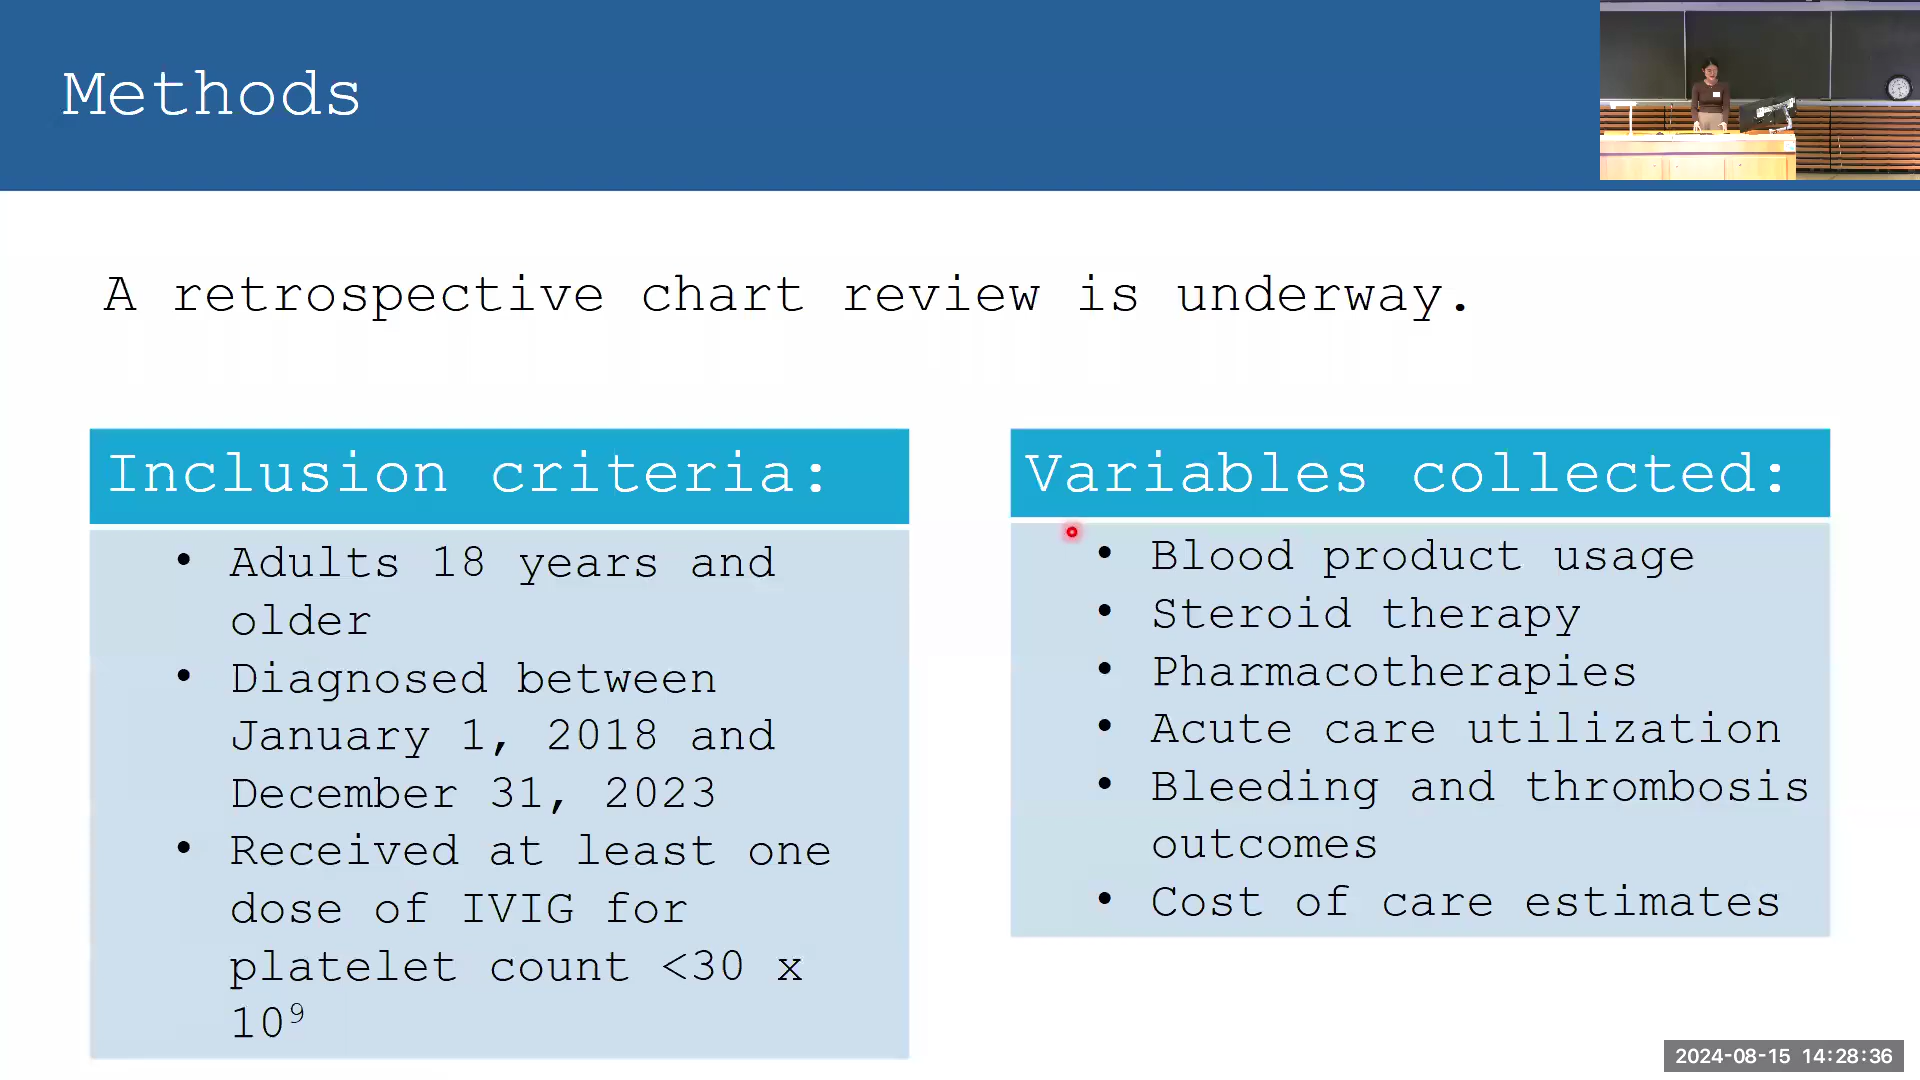 Methods
A retrospective chart review is underway.
Inclusion criteria:
• Adults 18 years and
older
• Diagnosed between
January 1, 2018 and
December 31, 2023
• Received at least one
dose of IVIG for
platelet count <30 x
10⁹
Variables collected:
• Blood product usage
• Steroid therapy
• Pharmacotherapies
• Acute care utilization
• Bleeding and thrombosis
outcomes
• Cost of care estimates
2024-08-15 14:28:36